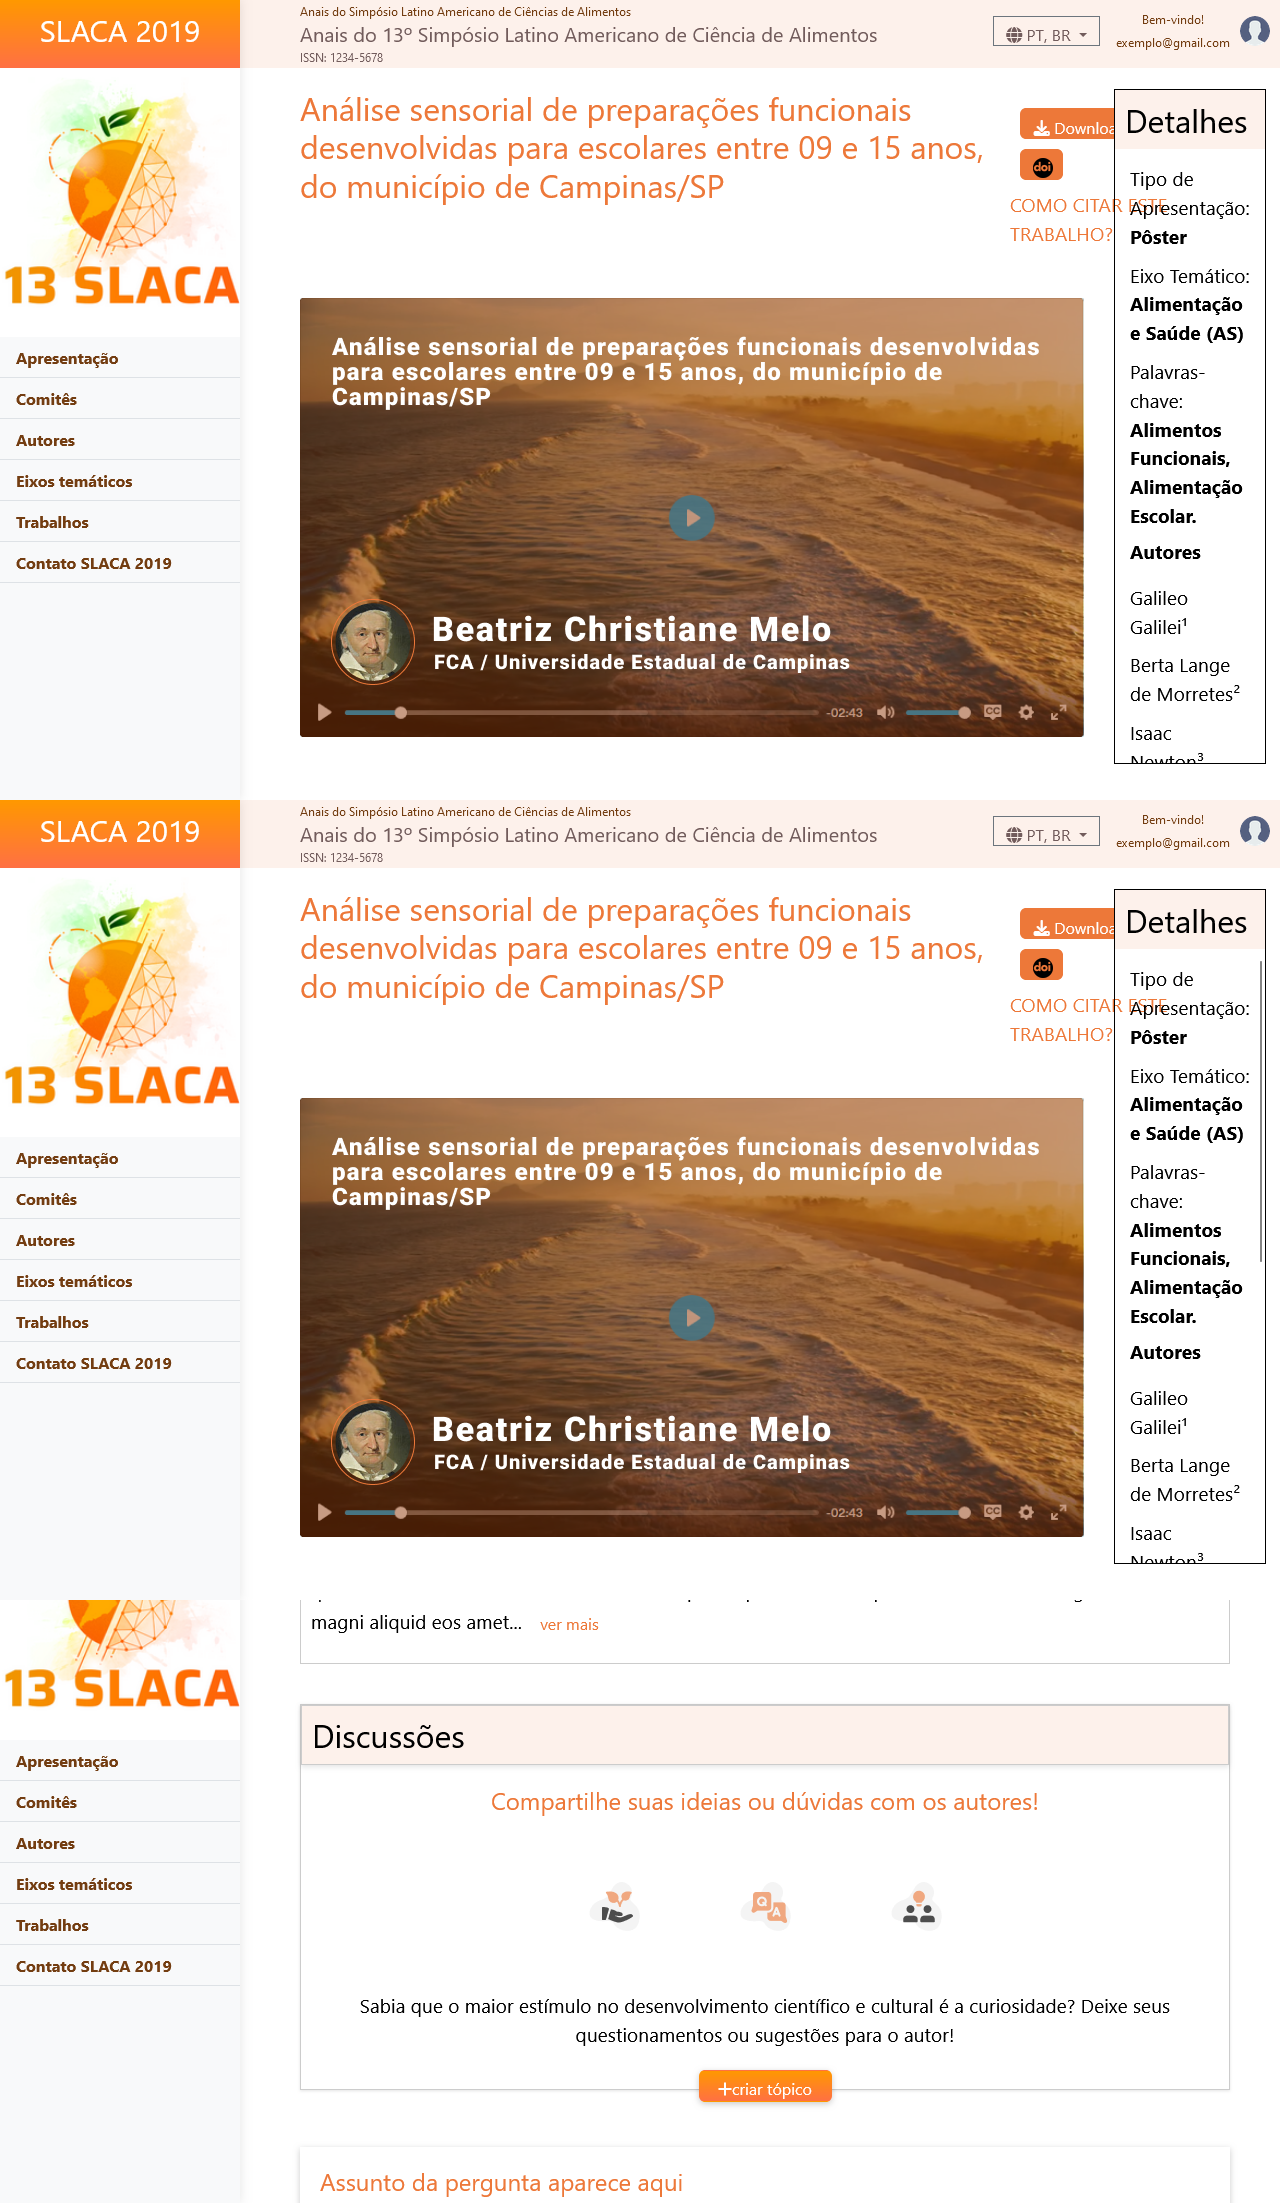 SLACA 2019
Anais do Simpósio Latino Americano de Ciências de Alimentos
Anais do 13º Simpósio Latino Americano de Ciência de Alimentos
ISSN: 1234-5678
PT, BR
Bem-vindo!
exemplo@gmail.com
13 SLACA
Apresentação
Comitês
Autores
Eixos temáticos
Trabalhos
Contato SLACA 2019
Análise sensorial de preparações funcionais
desenvolvidas para escolares entre 09 e 15 anos,
do município de Campinas/SP
Downloa
doi
COMO CITAR ESTE
TRABALHO?
Análise sensorial de preparações funcionais desenvolvidas
para escolares entre 09 e 15 anos, do município de
Campinas/SP
Beatriz Christiane Melo
FCA / Universidade Estadual de Campinas
-02:43
CC
Detalhes
Tipo de
Apresentação:
Pôster
Eixo Temático:
Alimentação
e Saúde (AS)
Palavras-
chave:
Alimentos
Funcionais,
Alimentação
Escolar.
Autores
Galileo
Galilei¹
Berta Lange
de Morretes²
Isaac
Newton³
SLACA 2019
Anais do Simpósio Latino Americano de Ciências de Alimentos
Anais do 13º Simpósio Latino Americano de Ciência de Alimentos
ISSN: 1234-5678
PT, BR
Bem-vindo!
exemplo@gmail.com
13 SLACA
Apresentação
Comitês
Autores
Eixos temáticos
Trabalhos
Contato SLACA 2019
Análise sensorial de preparações funcionais
desenvolvidas para escolares entre 09 e 15 anos,
do município de Campinas/SP
Downloa
doi
COMO CITAR ESTE
TRABALHO?
Análise sensorial de preparações funcionais desenvolvidas
para escolares entre 09 e 15 anos, do município de
Campinas/SP
Beatriz Christiane Melo
FCA / Universidade Estadual de Campinas
-02:43
CC
Detalhes
Tipo de
Apresentação:
Pôster
Eixo Temático:
Alimentação
e Saúde (AS)
Palavras-
chave:
Alimentos
Funcionais,
Alimentação
Escolar.
Autores
Galileo
Galilei¹
Berta Lange
de Morretes²
Isaac
Newton³
13 SLACA
Apresentação
Comitês
Autores
Eixos temáticos
Trabalhos
Contato SLACA 2019
magni aliquid eos amet... ver mais
Discussões
Compartilhe suas ideias ou dúvidas com os autores!
Q
A
Sabia que o maior estímulo no desenvolvimento científico e cultural é a curiosidade? Deixe seus
questionamentos ou sugestões para o autor!
+criar tópico
Assunto da pergunta aparece aqui